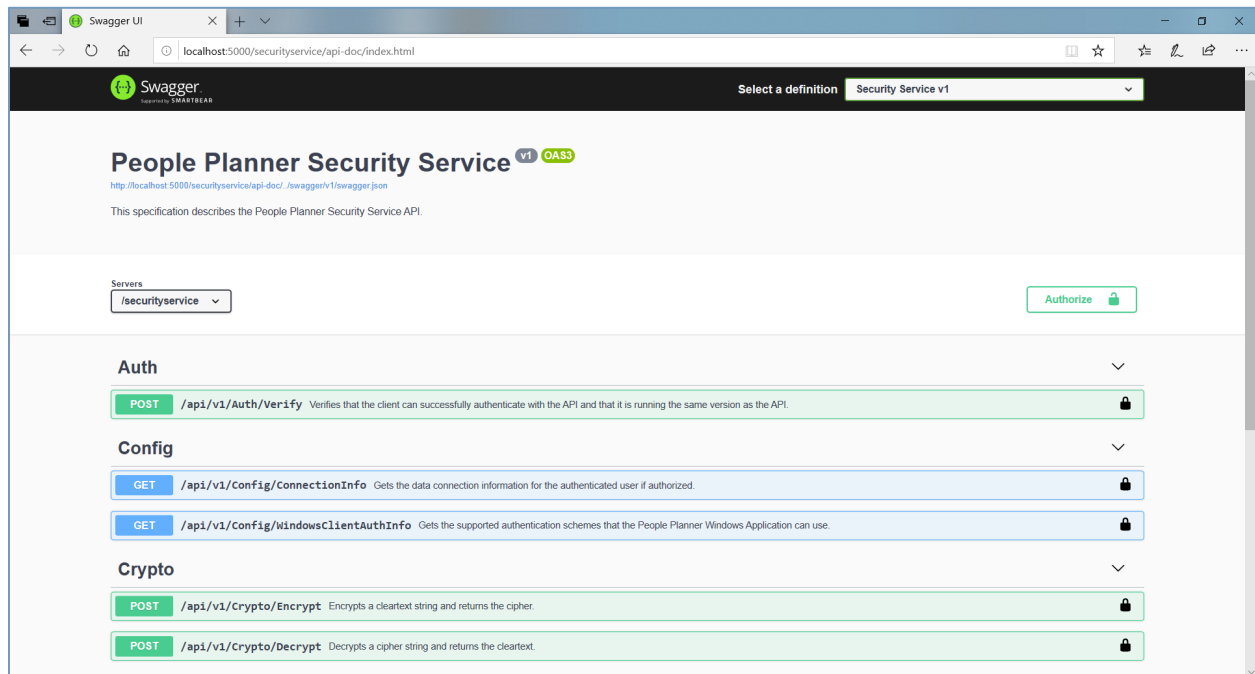 Swagger UI
localhost:5000/securityservice/api-doc/index.html
Swagger.
Supported by SMARTBEAR
Select a definition
Security Service v1
People Planner Security Service v1 OAS3
http://localhost:5000/securityservice/api-doc/../swagger/v1/swagger.json
This specification describes the People Planner Security Service API.
Servers
/securityservice
Authorize
Auth
POST /api/v1/Auth/Verify Verifies that the client can successfully authenticate with the API and that it is running the same version as the API.
Config
GET /api/v1/Config/ConnectionInfo Gets the data connection information for the authenticated user if authorized.
GET /api/v1/Config/WindowsClientAuthInfo Gets the supported authentication schemes that the People Planner Windows Application can use.
Crypto
POST /api/v1/Crypto/Encrypt Encrypts a cleartext string and returns the cipher.
POST /api/v1/Crypto/Decrypt Decrypts a cipher string and returns the cleartext.